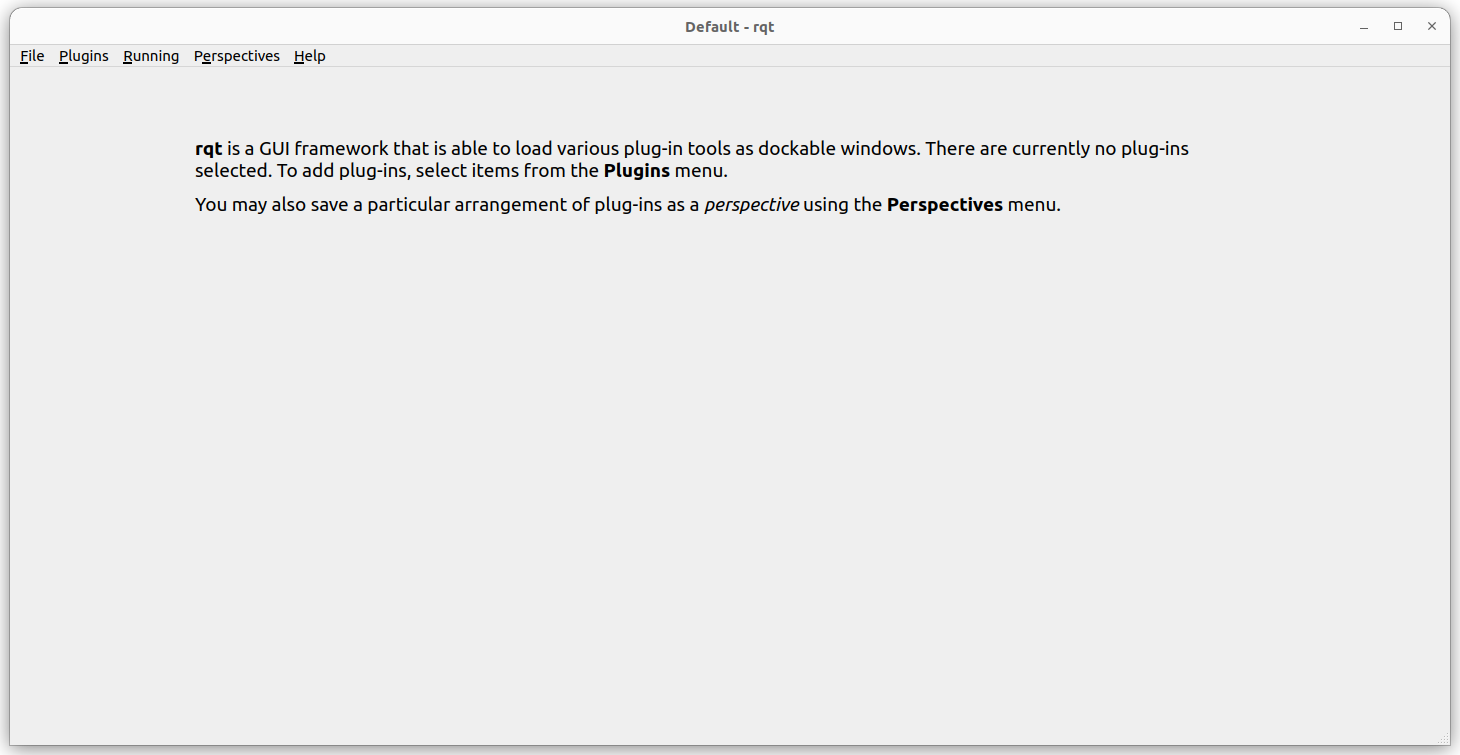 Default - rqt
File Plugins Running Perspectives Help
rqt is a GUI framework that is able to load various plug-in tools as dockable windows. There are currently no plug-ins
selected. To add plug-ins, select items from the Plugins menu.
You may also save a particular arrangement of plug-ins as a perspective using the Perspectives menu.